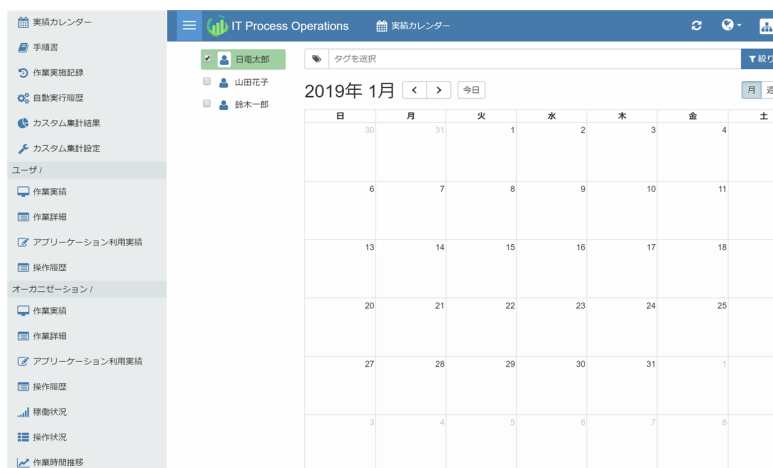 実績カレンダー
手順書
作業実施記録
自動実行履歴
カスタム集計結果
カスタム集計設定
ユーザ /
作業実績
作業詳細
アプリケーション利用実績
操作履歴
オーガニゼーション /
作業実績
作業詳細
アプリケーション利用実績
操作履歴
稼働状況
操作状況
作業時間推移
IT Process Operations 実績カレンダー
日電太郎
山田花子
鈴木一郎
タグを選択 絞り
2019年 1月 < > 今日 月 週
日 月 火 水 木 金 土
30 31 1 2 3 4
6 7 8 9 10 11
13 14 15 16 17 18
20 21 22 23 24 25
27 28 29 30 31 1
3 4 5 6 7 8